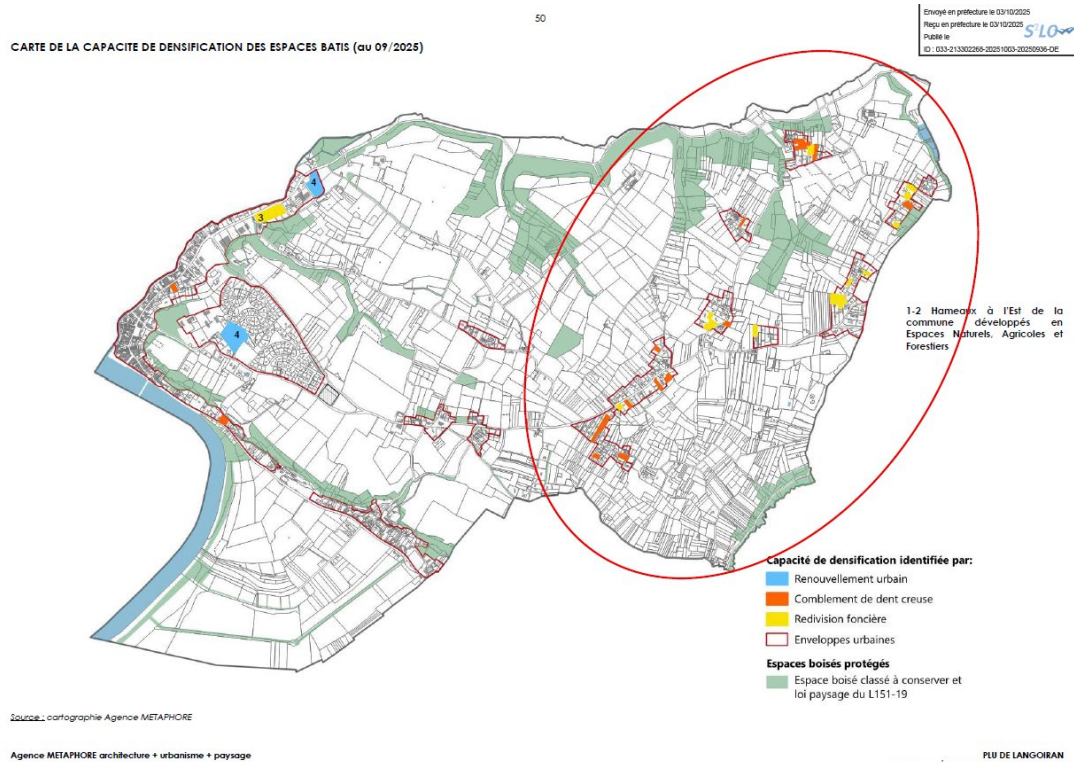 50
Envoyé en préfecture le 03/10/2025
Reçu en préfecture le 03/10/2025
Publié le
S²LO
ID : 033-213302268-20251003-20250936-DE
CARTE DE LA CAPACITE DE DENSIFICATION DES ESPACES BATIS (au 09/2025)
4
3
4
1-2 Hameaux à l'Est de la
commune développés en
Espaces Naturels, Agricoles et
Forestiers
Capacité de densification identifiée par:
Renouvellement urbain
Comblement de dent creuse
Redivision foncière
Enveloppes urbaines
Espaces boisés protégés
Espace boisé classé à conserver et
loi paysage du L151-19
Source : cartographie Agence METAPHORE
Agence METAPHORE architecture + urbanisme + paysage
PLU DE LANGOIRAN